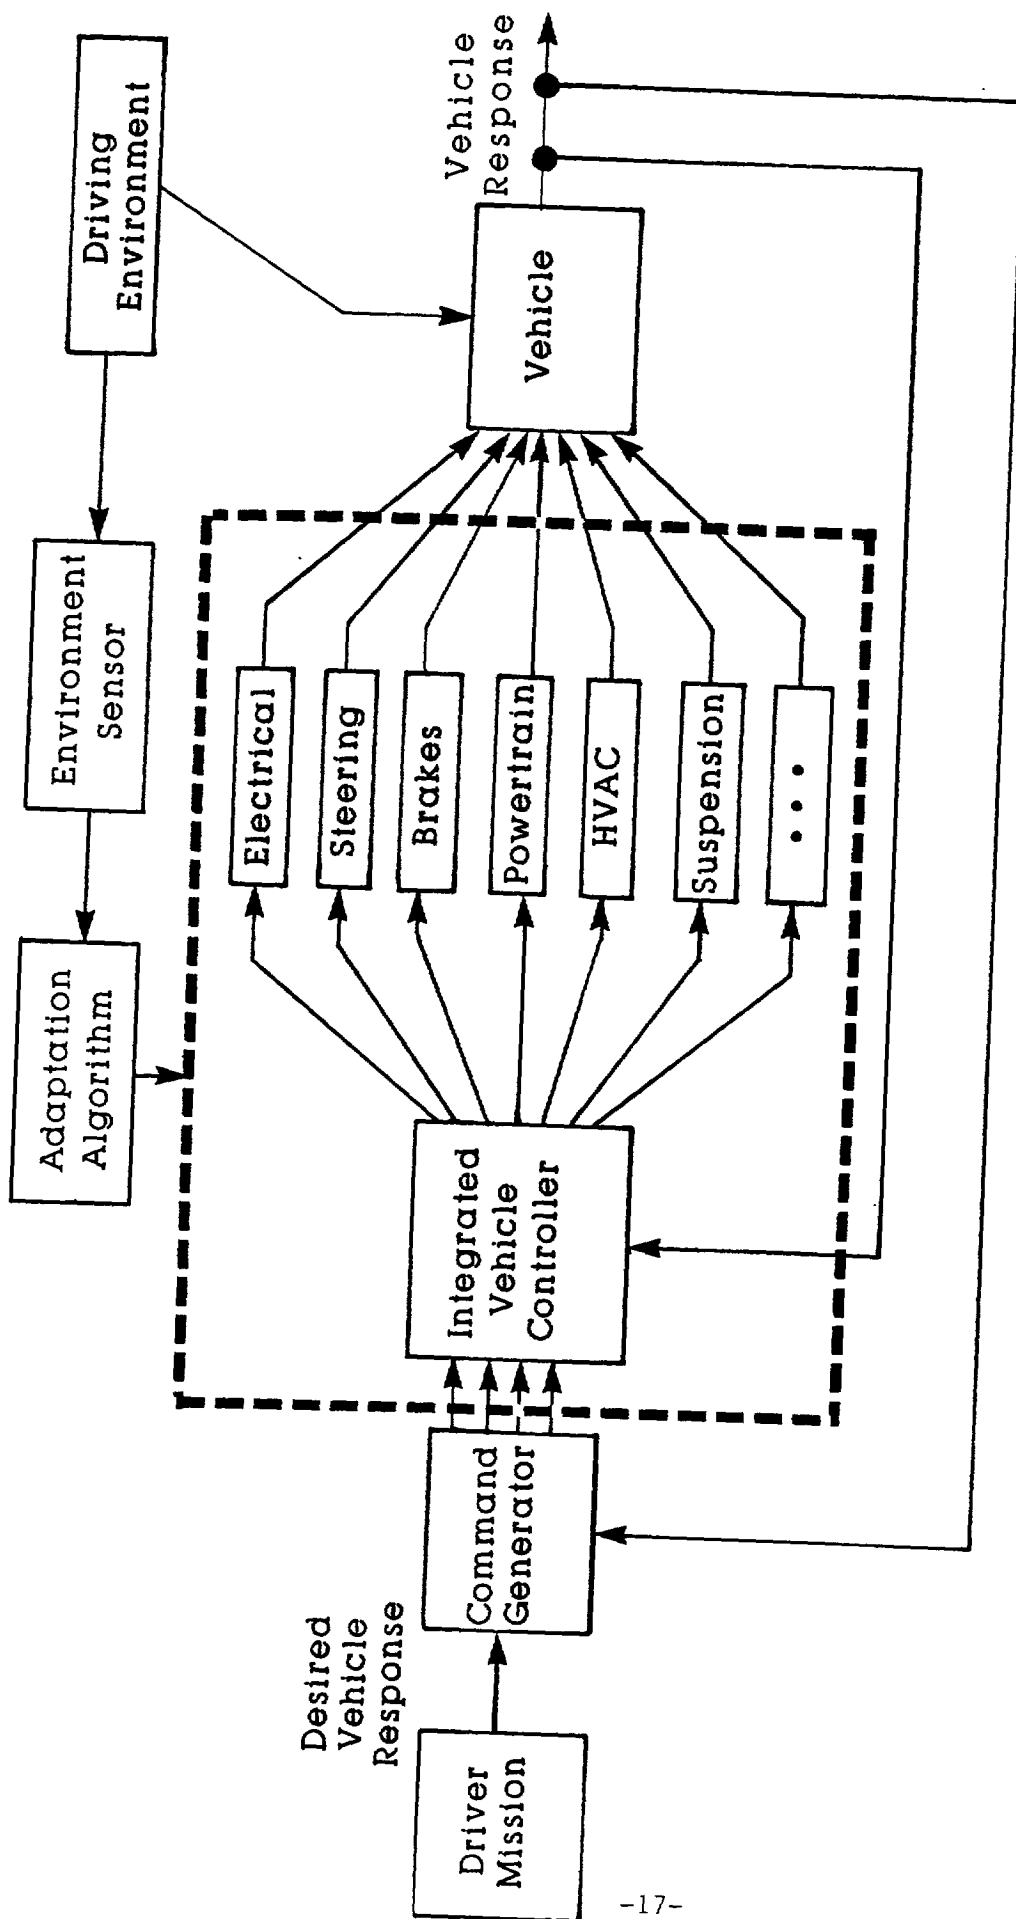 Driving
Environment
Environment
Sensor
Adaptation
Algorithm
Desired
Vehicle
Response
Driver
Mission
Command
Generator
Integrated
Vehicle
Controller
Electrical
Steering
Brakes
Powertrain
HVAC
Suspension
• • •
Vehicle
Vehicle
Response
-17-